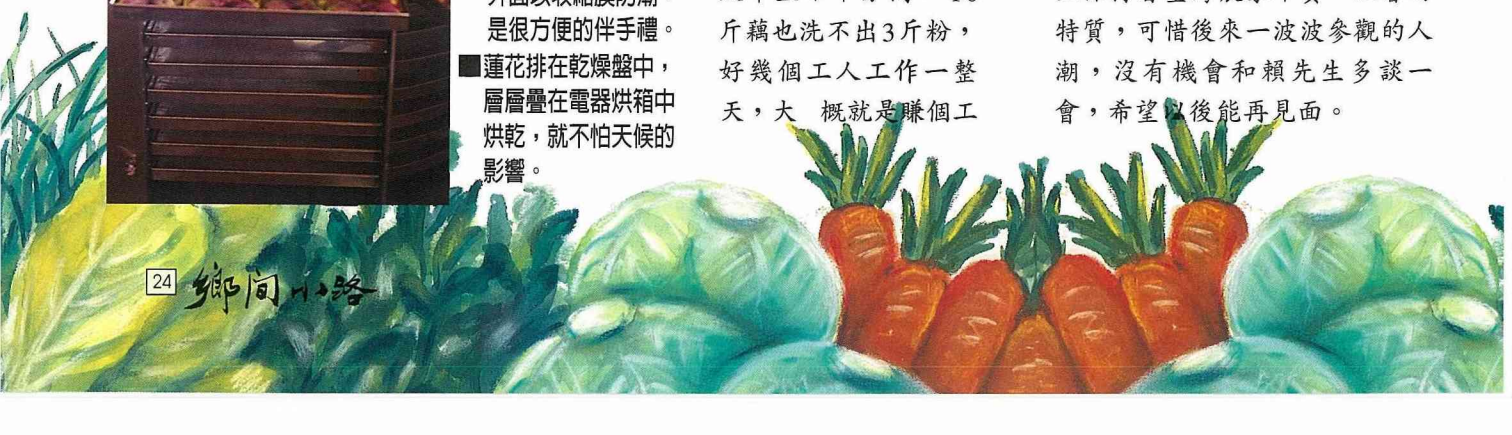 是很方便的伴手禮。
■蓮花排在乾燥盤中，
層層疊在電器烘箱中
烘乾，就不怕天候的
影響。
斤藕也洗不出3斤粉，
好幾個工人工作一整
天，大 概就是賺個工
特質，可惜後來一波波參觀的人
潮，沒有機會和賴先生多談一
會，希望以後能再見面。
24 鄉间小路